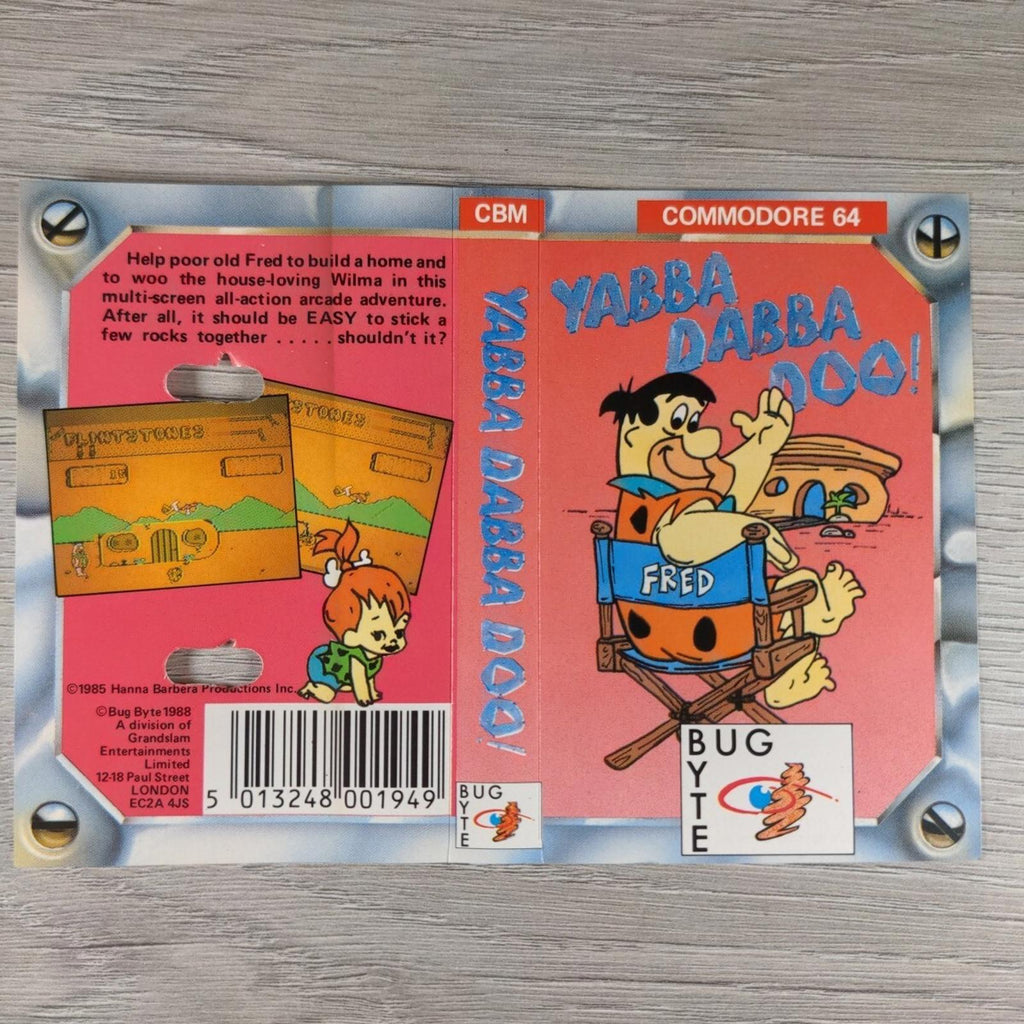 Help poor old Fred to build a home and
to woo the house-loving Wilma in this
multi-screen all-action arcade adventure.
After all, it should be EASY to stick a
few rocks together . . . . . shouldn't it?
FLINTSTONES
STONES
©1985 Hanna Barbera Productions Inc.
©Bug Byte 1988
A division of
Grandslam
Entertainments
Limited
12-18 Paul Street
LONDON
EC2A 4JS
5 013248 001949
CBM
YABBA DABBA DOO!
BUG
BYTE
COMMODORE 64
YABBA
DABBA
DOO!
FRED
BUG
BYTE